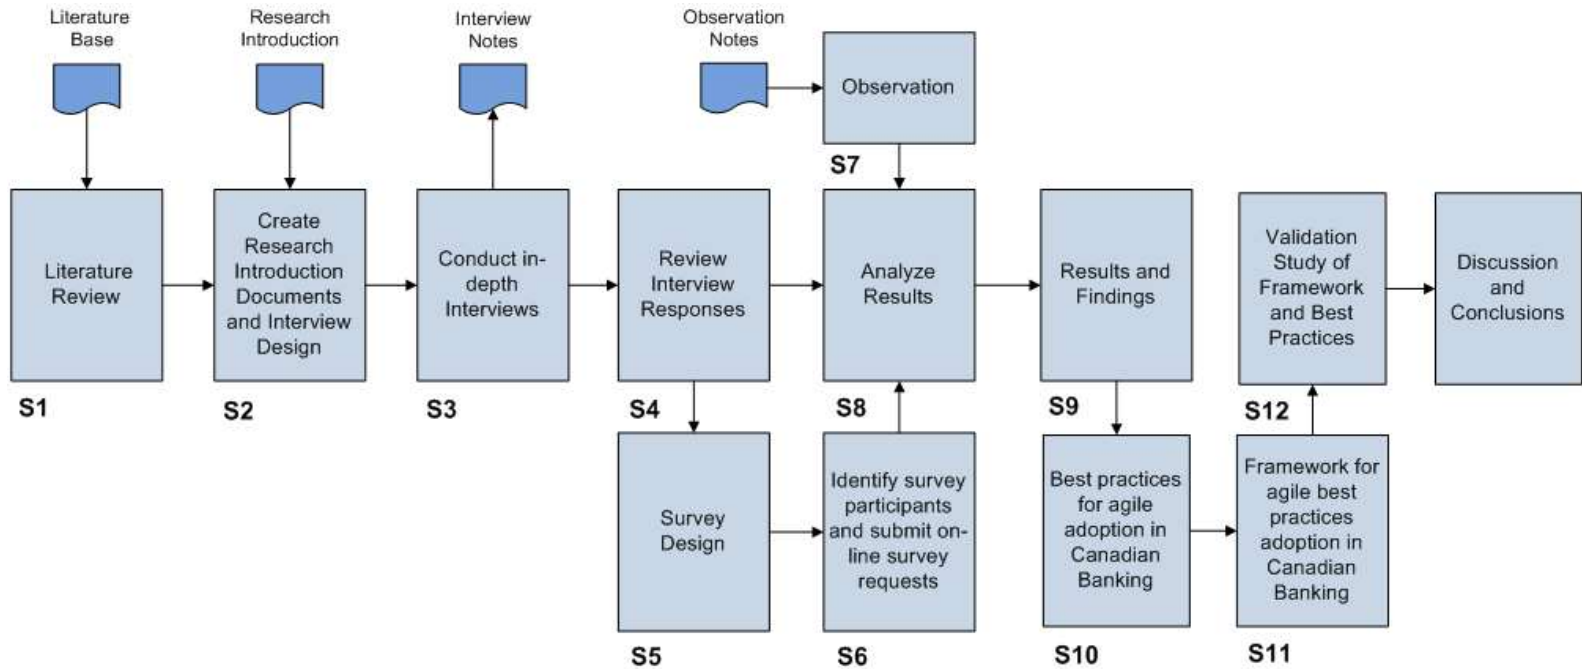 Literature
Base
Research
Introduction
Interview
Notes
Observation
Notes
Observation
S7
Literature
Review
S1
Create
Research
Introduction
Documents
and Interview
Design
S2
Conduct in-
depth
Interviews
S3
Review
Interview
Responses
S4
Analyze
Results
S8
Results and
Findings
S9
Validation
Study of
Framework
and Best
Practices
S12
Discussion
and
Conclusions
Survey
Design
S5
Identify survey
participants
and submit on-
line survey
requests
S6
Best practices
for agile
adoption in
Canadian
Banking
S10
Framework for
agile best
practices
adoption in
Canadian
Banking
S11